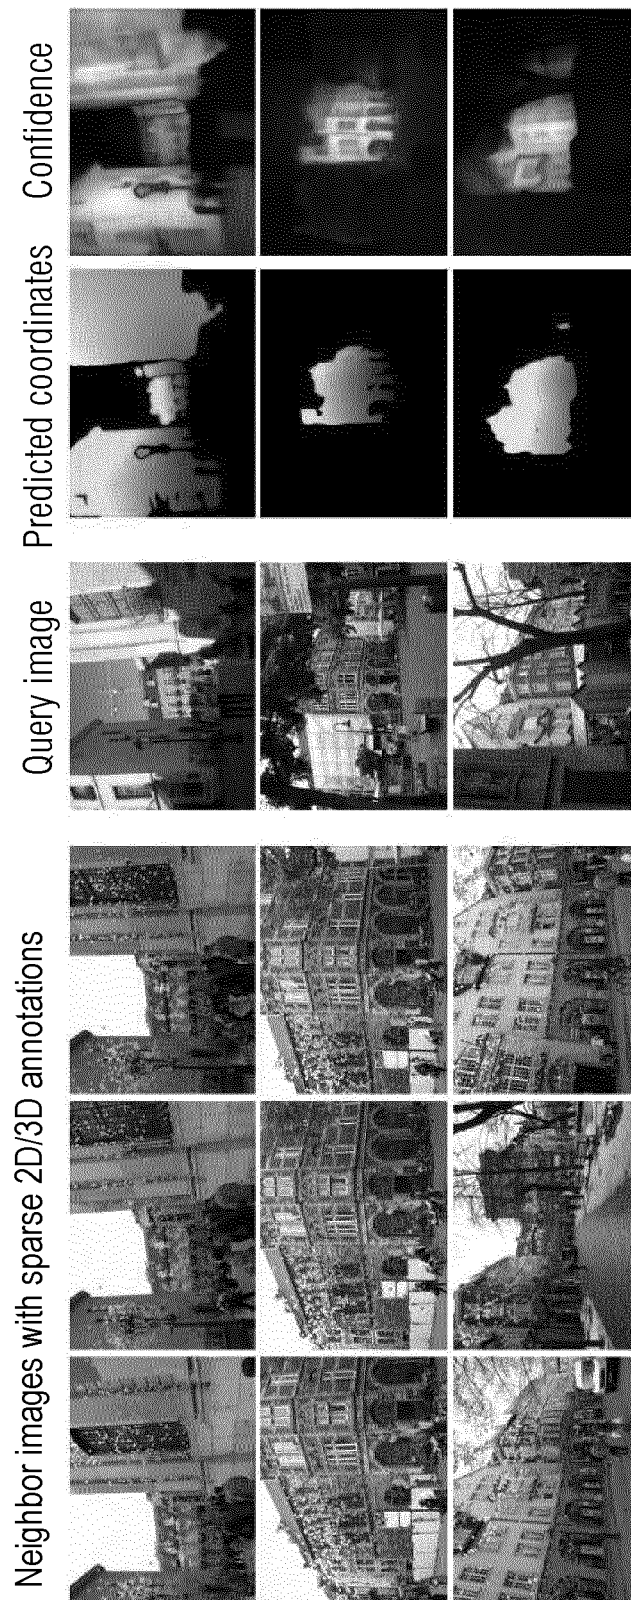 Neighbor images with sparse 2D/3D annotations
Query image
Predicted coordinates
Confidence